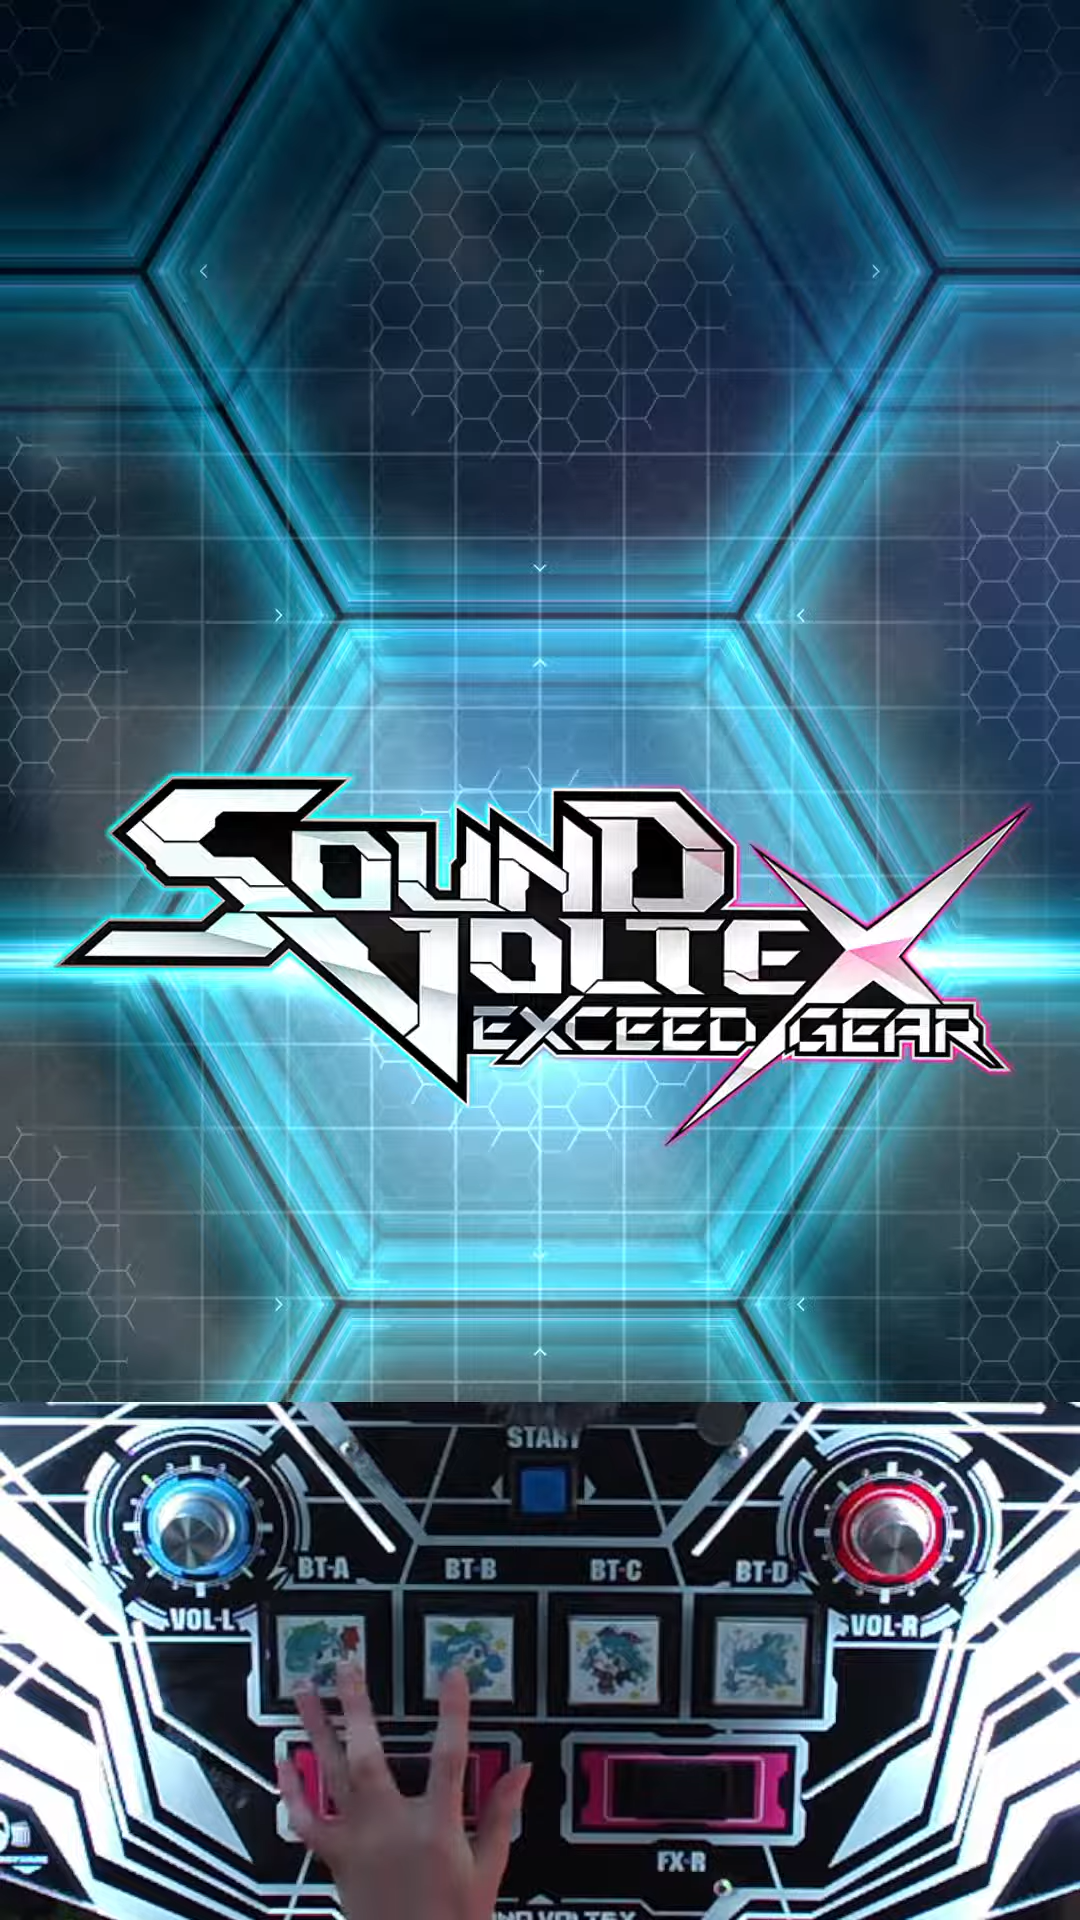 SOUND
VOLTEX
EXCEED GEAR
START
BT-A
BT-B
BT-C
BT-D
VOL-L
VOL-R
FX-R